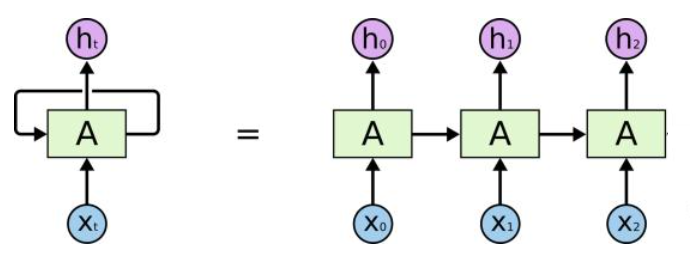 hₜ h₀ h₁ h₂
A = A A A
xₜ x₀ x₁ x₂